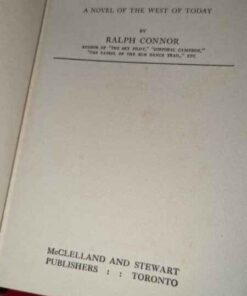 A NOVEL OF THE WEST OF TODAY
BY
RALPH CONNOR
AUTHOR OF "THE SKY PILOT," "CORPORAL CAMERON,"
"THE PATROL OF THE SUN DANCE TRAIL," ETC.
McCLELLAND AND STEWART
PUBLISHERS : : TORONTO